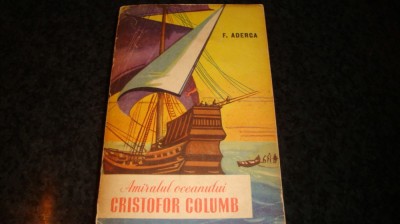 F. ADERCA
Amiralul oceanului
CRISTOFOR COLUMB